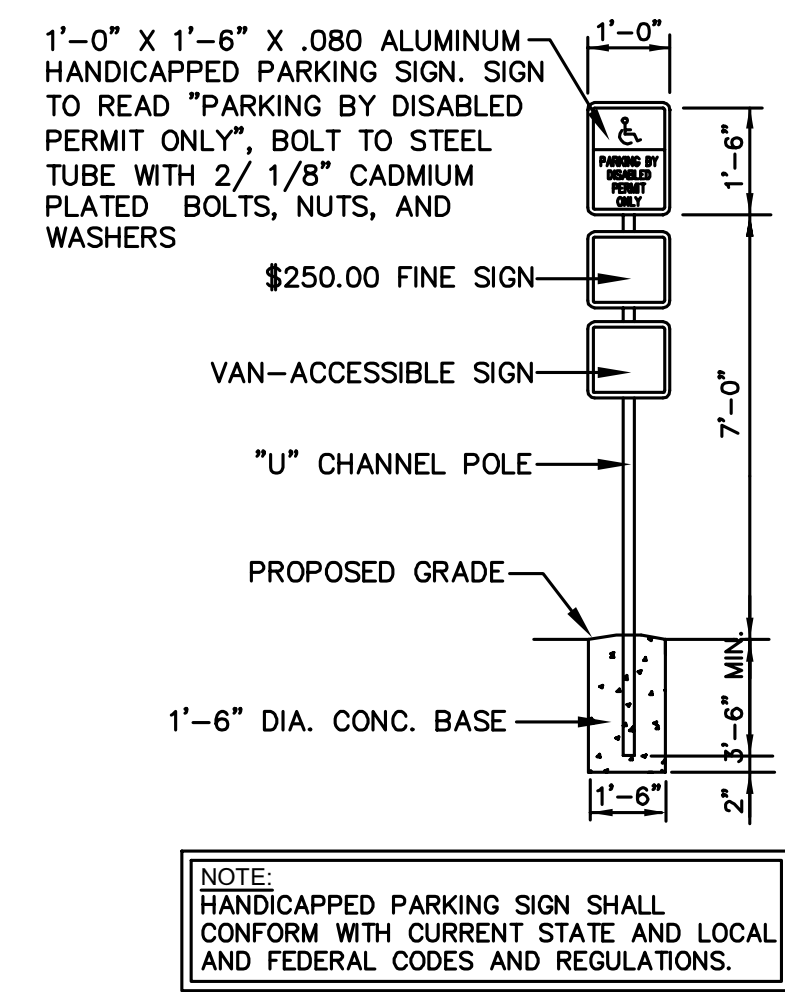 1'-0" X 1'-6" X .080 ALUMINUM
HANDICAPPED PARKING SIGN. SIGN
TO READ "PARKING BY DISABLED
PERMIT ONLY", BOLT TO STEEL
TUBE WITH 2/ 1/8" CADMIUM
PLATED BOLTS, NUTS, AND
WASHERS
1'-0"
PARKING BY
DISABLED
PERMIT
ONLY
1'-6"
$250.00 FINE SIGN
VAN-ACCESSIBLE SIGN
7'-0"
"U" CHANNEL POLE
PROPOSED GRADE
3'-6" MIN.
1'-6" DIA. CONC. BASE
1'-6"
2"
NOTE:
HANDICAPPED PARKING SIGN SHALL
CONFORM WITH CURRENT STATE AND LOCAL
AND FEDERAL CODES AND REGULATIONS.